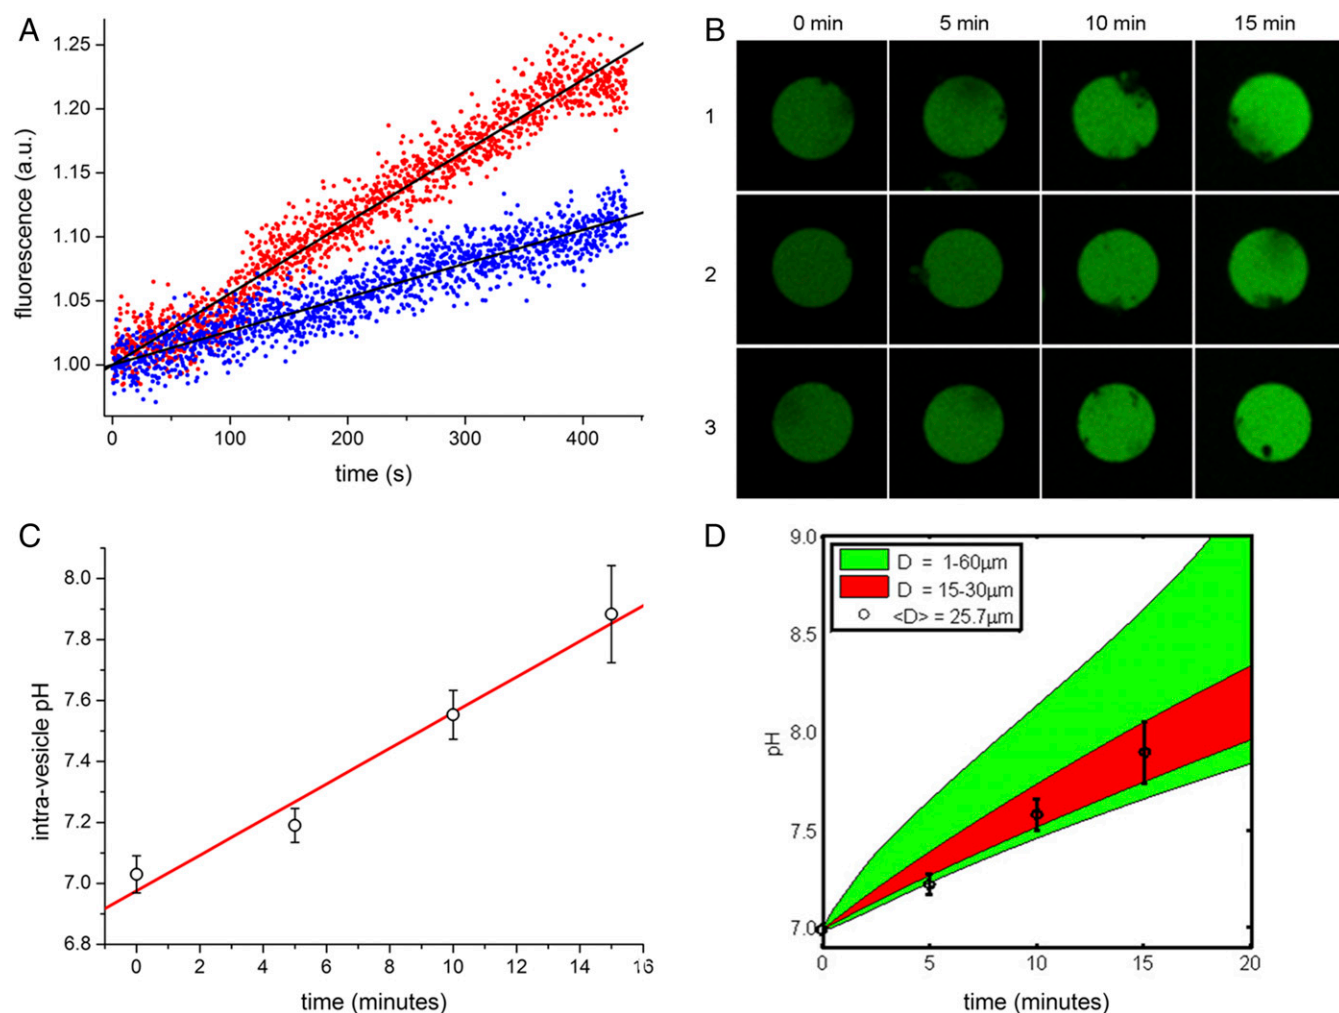 A
fluorescence (a.u.)
1.25
1.20
1.15
1.10
1.05
1.00
0 100 200 300 400
time (s)
B
0 min 5 min 10 min 15 min
1
2
3
C
intra-vesicle pH
8.0
7.8
7.6
7.4
7.2
7.0
6.8
0 2 4 6 8 10 12 14 16
time (minutes)
D
pH
9.0
8.5
8.0
7.5
7.0
D = 1-60μm
D = 15-30μm
<D> = 25.7μm
0 5 10 15 20
time (minutes)